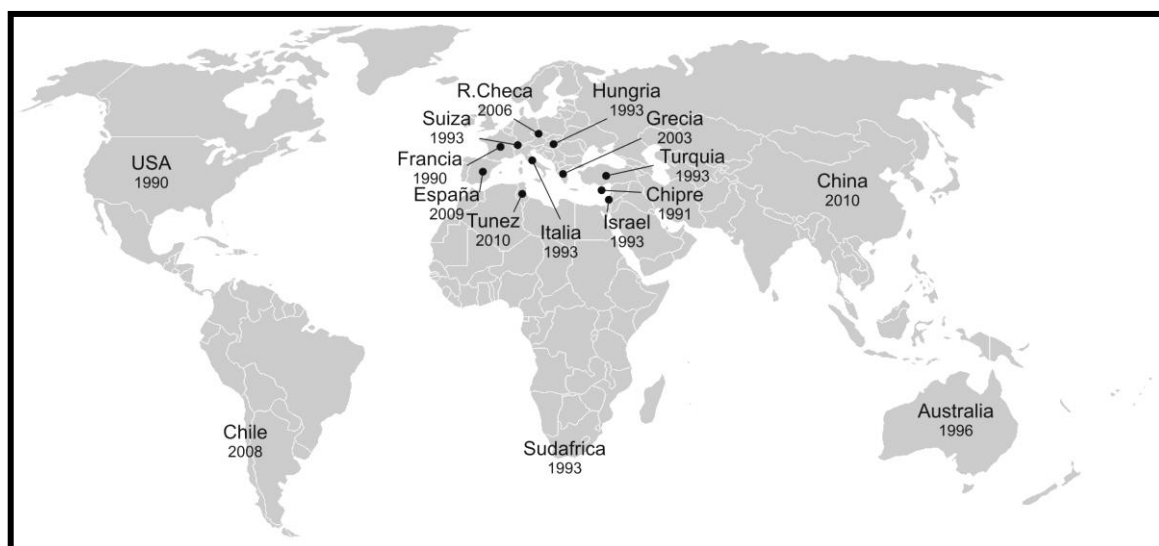 R.Checa
2006
Hungria
1993
Suiza
1993
Grecia
2003
Francia
1990
Turquia
1993
USA
1990
España
2009
Chipre
1991
China
2010
Tunez
2010
Italia
1993
Israel
1993
Australia
1996
Chile
2008
Sudafrica
1993